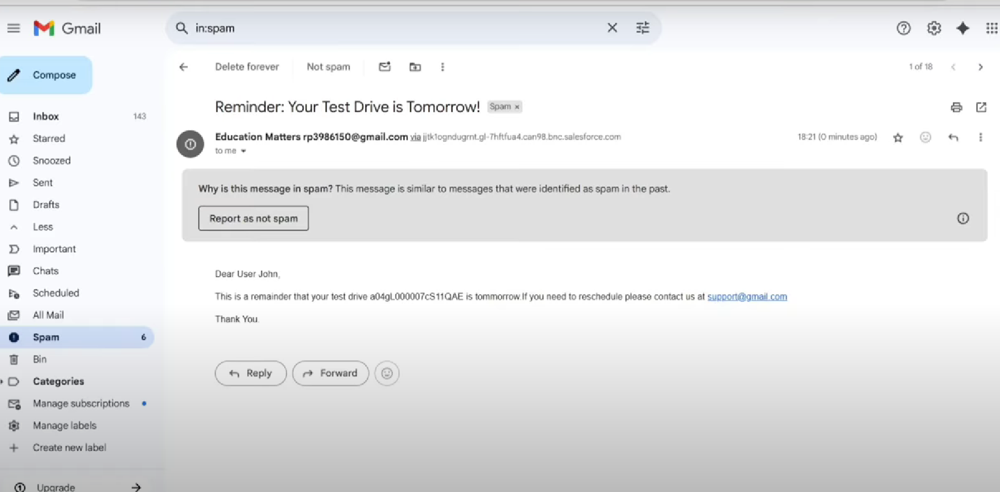 Gmail
in:spam
Compose
Delete forever
Not spam
1 of 18
Reminder: Your Test Drive is Tomorrow!
Spam ×
Inbox 143
Starred
Snoozed
Sent
Drafts
Less
Important
Chats
Scheduled
All Mail
Spam 6
Bin
Categories
Manage subscriptions
Manage labels
Create new label
Upgrade
Education Matters rp3986150@gmail.com via jjtk1ogndugrnt.gl-7hftfua4.can98.bnc.salesforce.com
18:21 (0 minutes ago)
to me
Why is this message in spam? This message is similar to messages that were identified as spam in the past.
Report as not spam
Dear User John,
This is a remainder that your test drive a04gL000007cS11QAE is tommorrow.If you need to reschedule please contact us at support@gmail.com
Thank You.
Reply
Forward